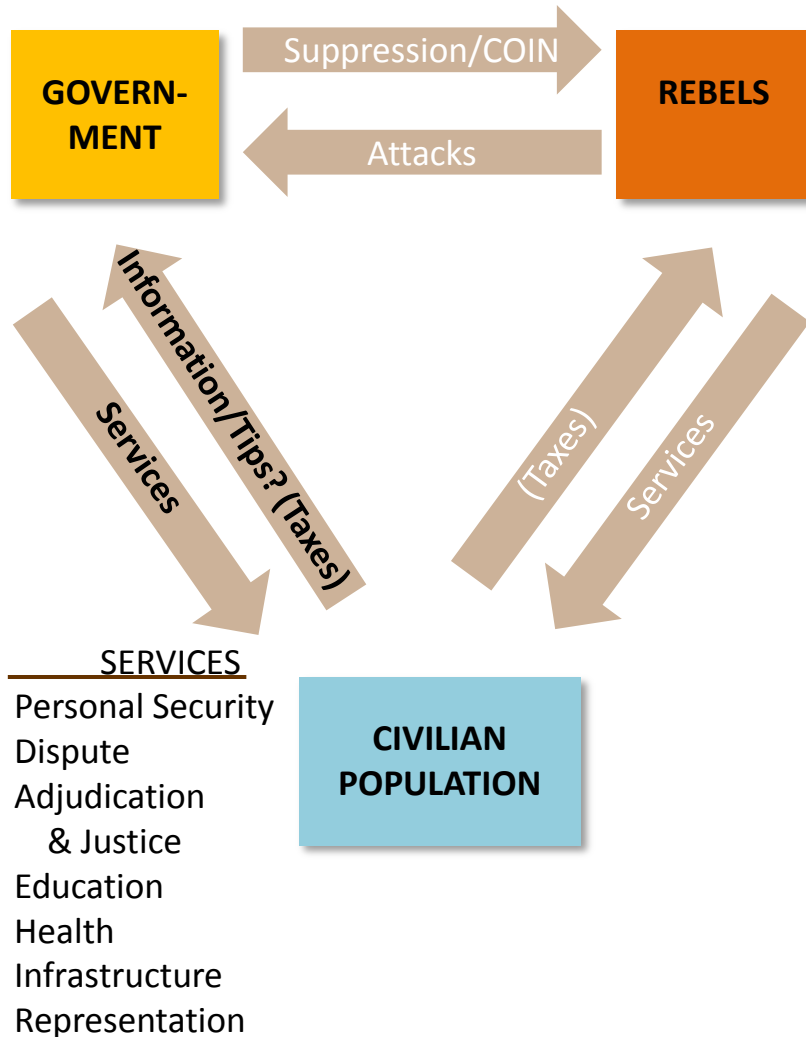 Suppression/COIN
GOVERN-
MENT
REBELS
Attacks
Information/Tips? (Taxes)
Services
(Taxes)
Services
SERVICES
Personal Security
Dispute
Adjudication
& Justice
Education
Health
Infrastructure
Representation
CIVILIAN
POPULATION